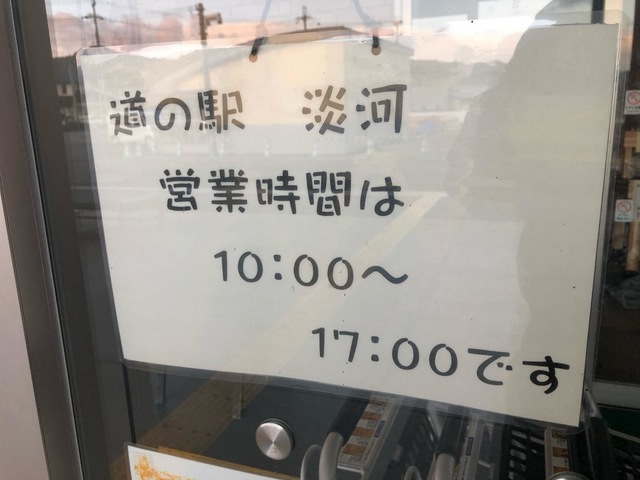 道の駅　淡河
営業時間は
10:00〜
17:00です